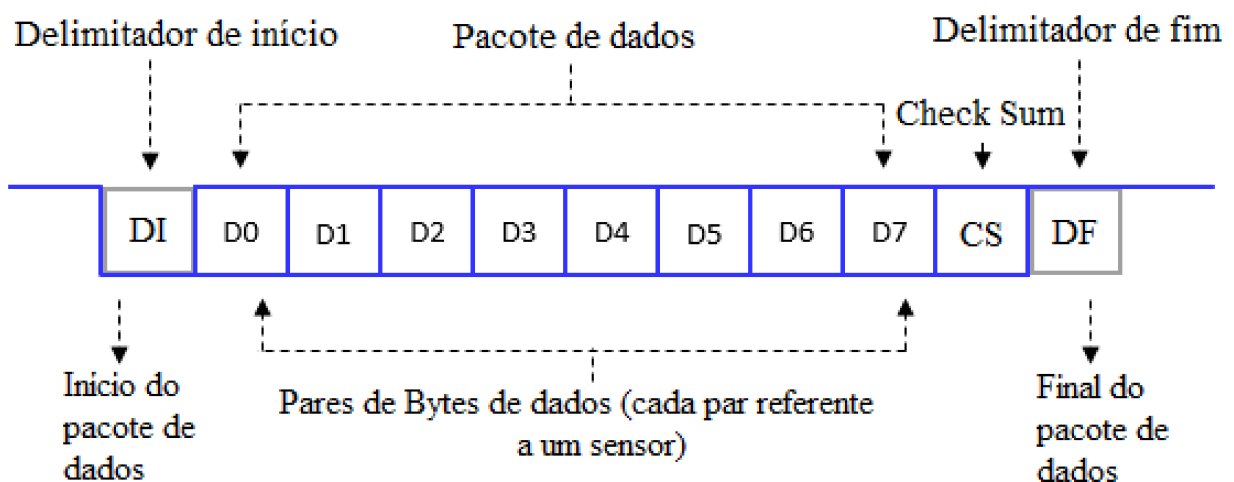 Delimitador de início
Pacote de dados
Delimitador de fim
Check Sum
DI D0 D1 D2 D3 D4 D5 D6 D7 CS DF
Início do
pacote de
dados
Pares de Bytes de dados (cada par referente
a um sensor)
Final do
pacote de
dados